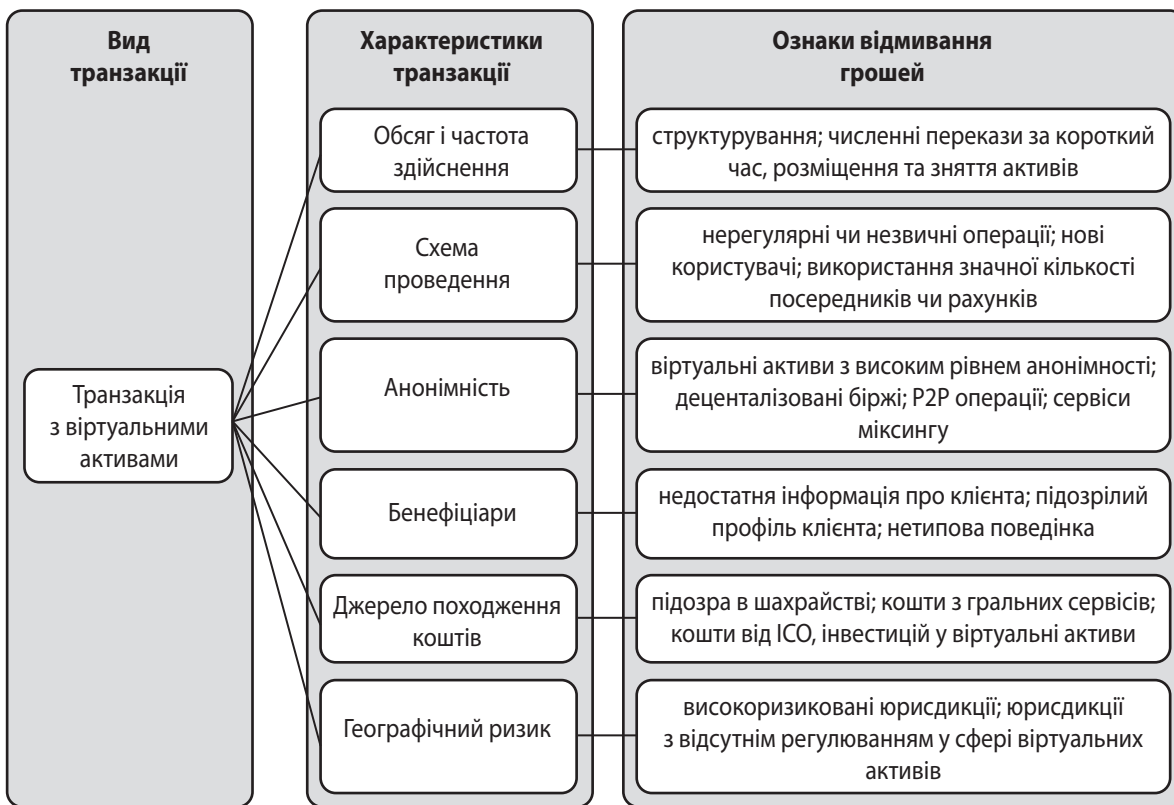 Вид
транзакції
Характеристики
транзакції
Ознаки відмивання
грошей
Транзакція
з віртуальними
активами
Обсяг і частота
здійснення
структурування; численні перекази за короткий
час, розміщення та зняття активів
Схема
проведення
нерегулярні чи незвичні операції; нові
користувачі; використання значної кількості
посередників чи рахунків
Анонімність
віртуальні активи з високим рівнем анонімності;
децентралізовані біржі; P2P операції; сервіси
міксингу
Бенефіціари
недостатня інформація про клієнта; підозрілий
профіль клієнта; нетипова поведінка
Джерело походження
коштів
підозра в шахрайстві; кошти з гральних сервісів;
кошти від ICO, інвестицій у віртуальні активи
Географічний ризик
високоризиковані юрисдикції; юрисдикції
з відсутнім регулюванням у сфері віртуальних
активів